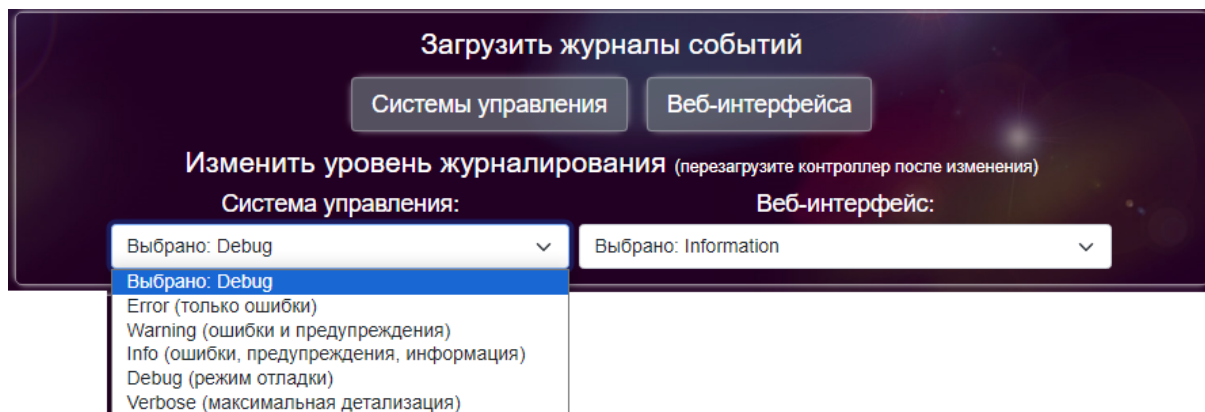 Загрузить журналы событий
Системы управления Веб-интерфейса
Изменить уровень журналирования (перезагрузите контроллер после изменения)
Система управления: Веб-интерфейс:
Выбрано: Debug Выбрано: Information
Выбрано: Debug
Error (только ошибки)
Warning (ошибки и предупреждения)
Info (ошибки, предупреждения, информация)
Debug (режим отладки)
Verbose (максимальная детализация)